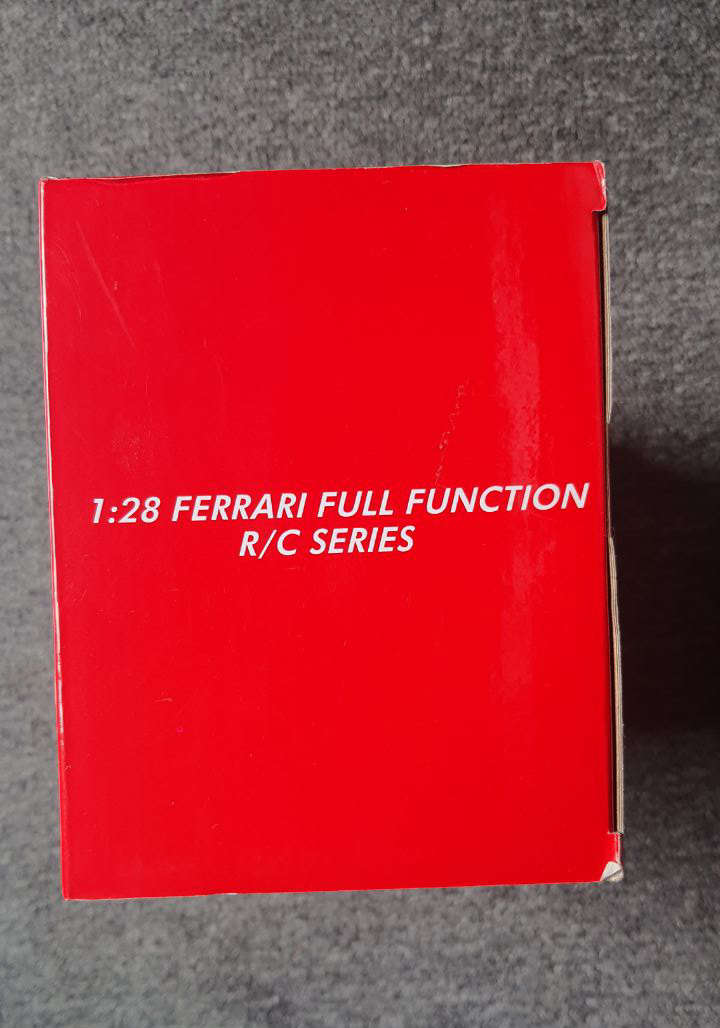 1:28 FERRARI FULL FUNCTION
R/C SERIES